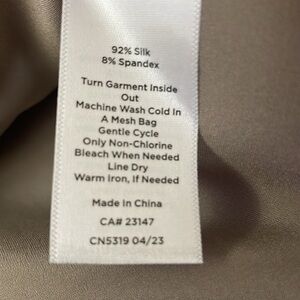 92% Silk
8% Spandex
Turn Garment Inside
Out
Machine Wash Cold In
A Mesh Bag
Gentle Cycle
Only Non-Chlorine
Bleach When Needed
Line Dry
Warm Iron, If Needed
Made In China
CA# 23147
CN5319 04/23